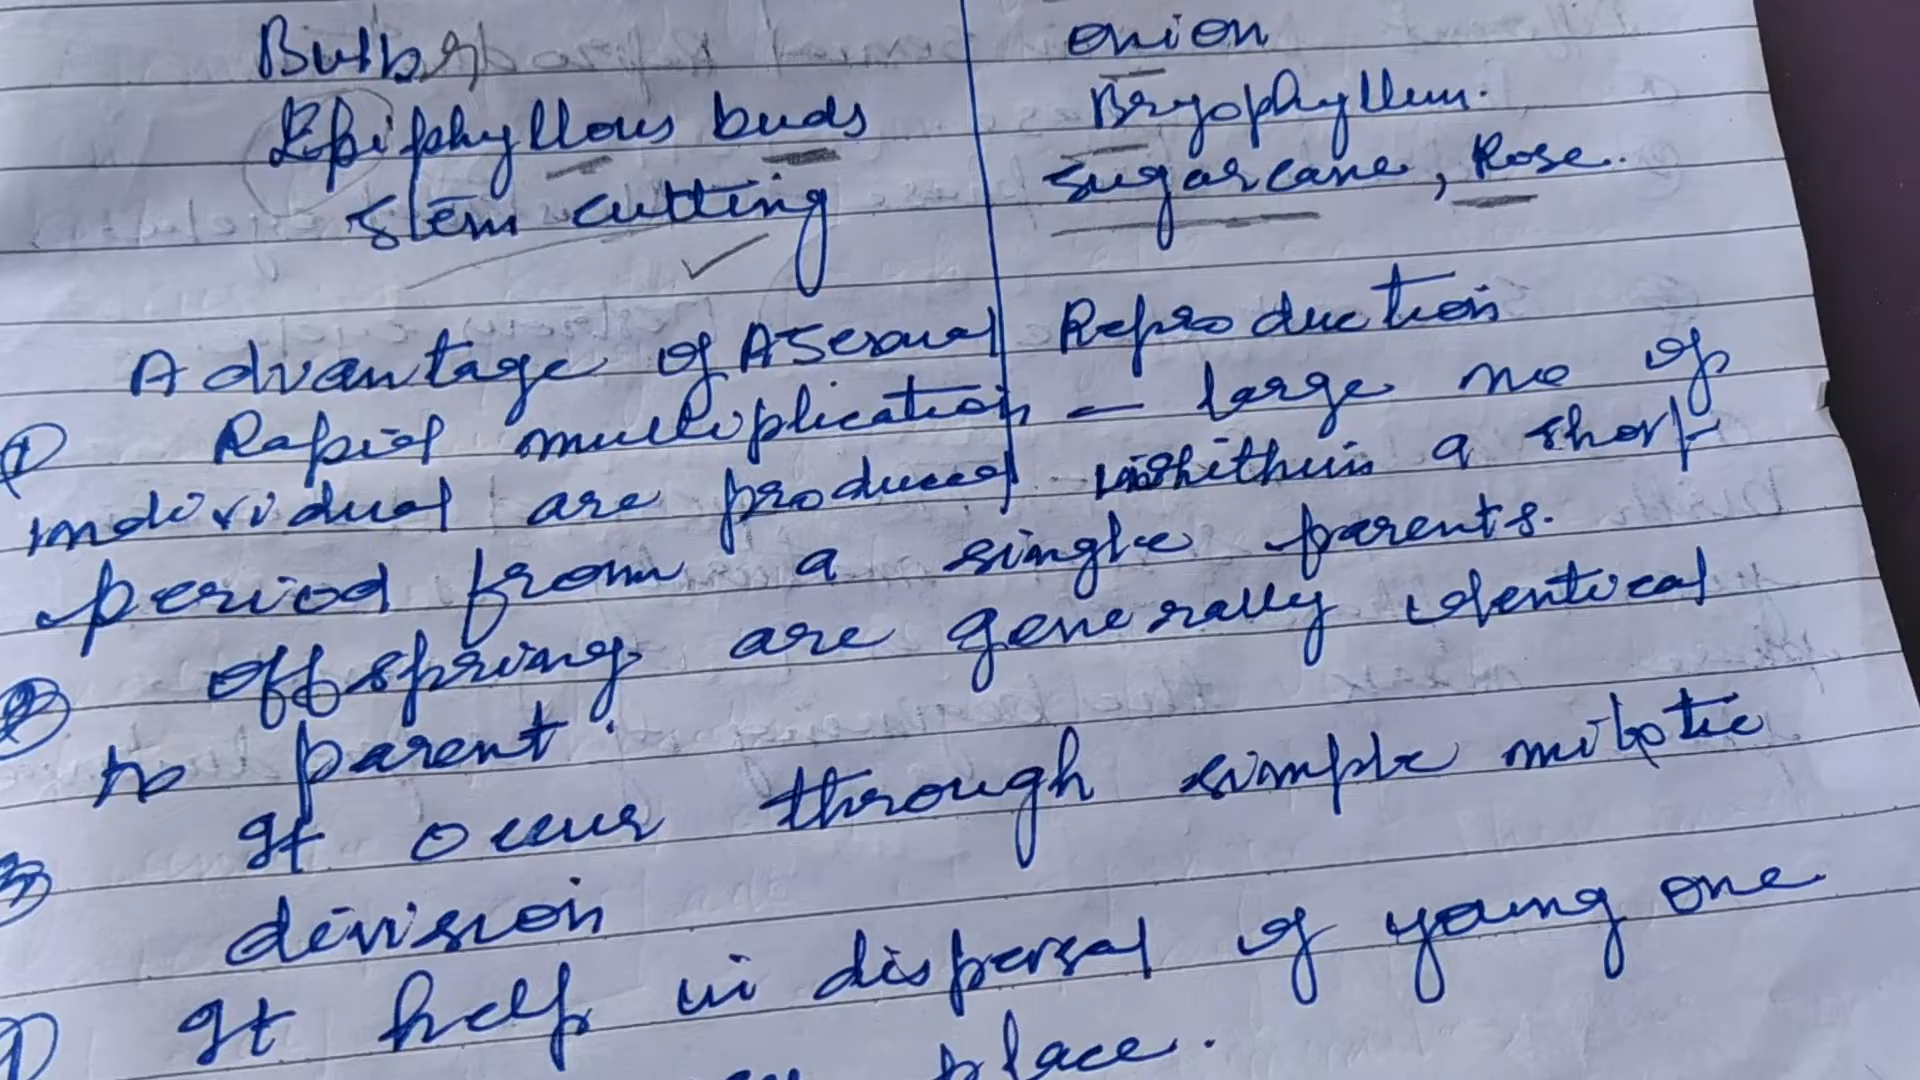 Bulb onion
Epiphyllous buds Bryophyllum.
Stem cutting Sugarcane, Rose.
Advantage of ASexual Reproduction
① Rapid multiplication - large no of
individual are produced within a short
period from a single parents.
② offspring are generally identical
to parent.
③ It occur through simple mitotic
division
It help in dispersal of young one
place.